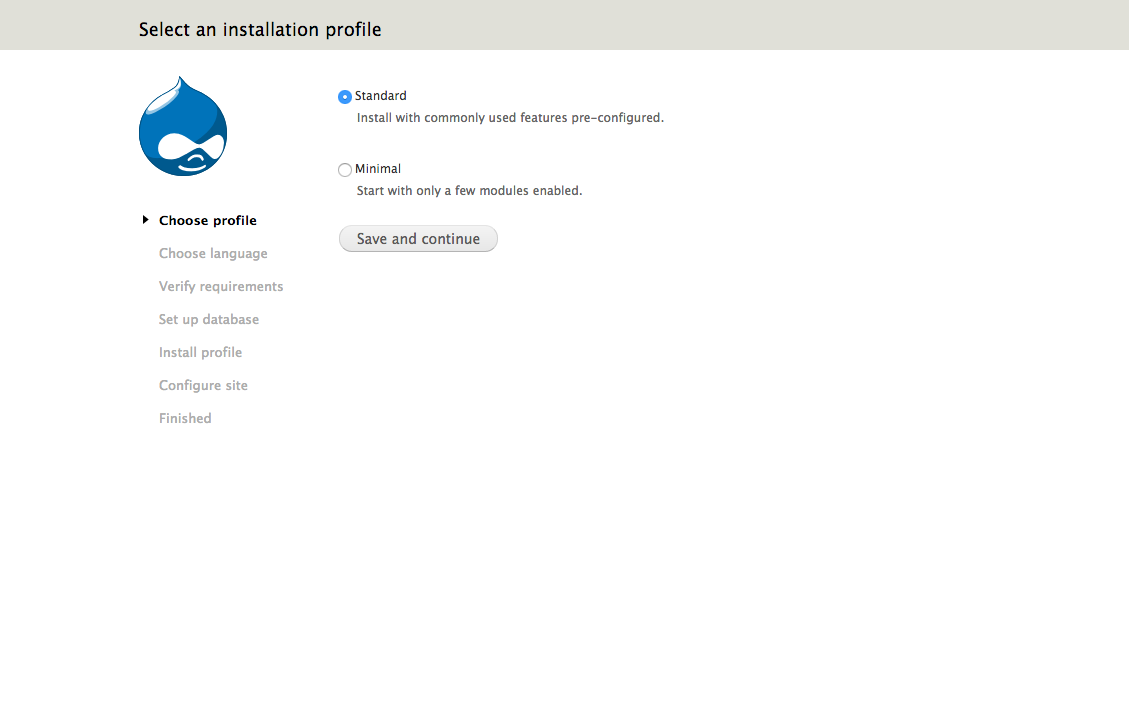 Select an installation profile
Standard
Install with commonly used features pre-configured.
Minimal
Start with only a few modules enabled.
Save and continue
Choose profile
Choose language
Verify requirements
Set up database
Install profile
Configure site
Finished